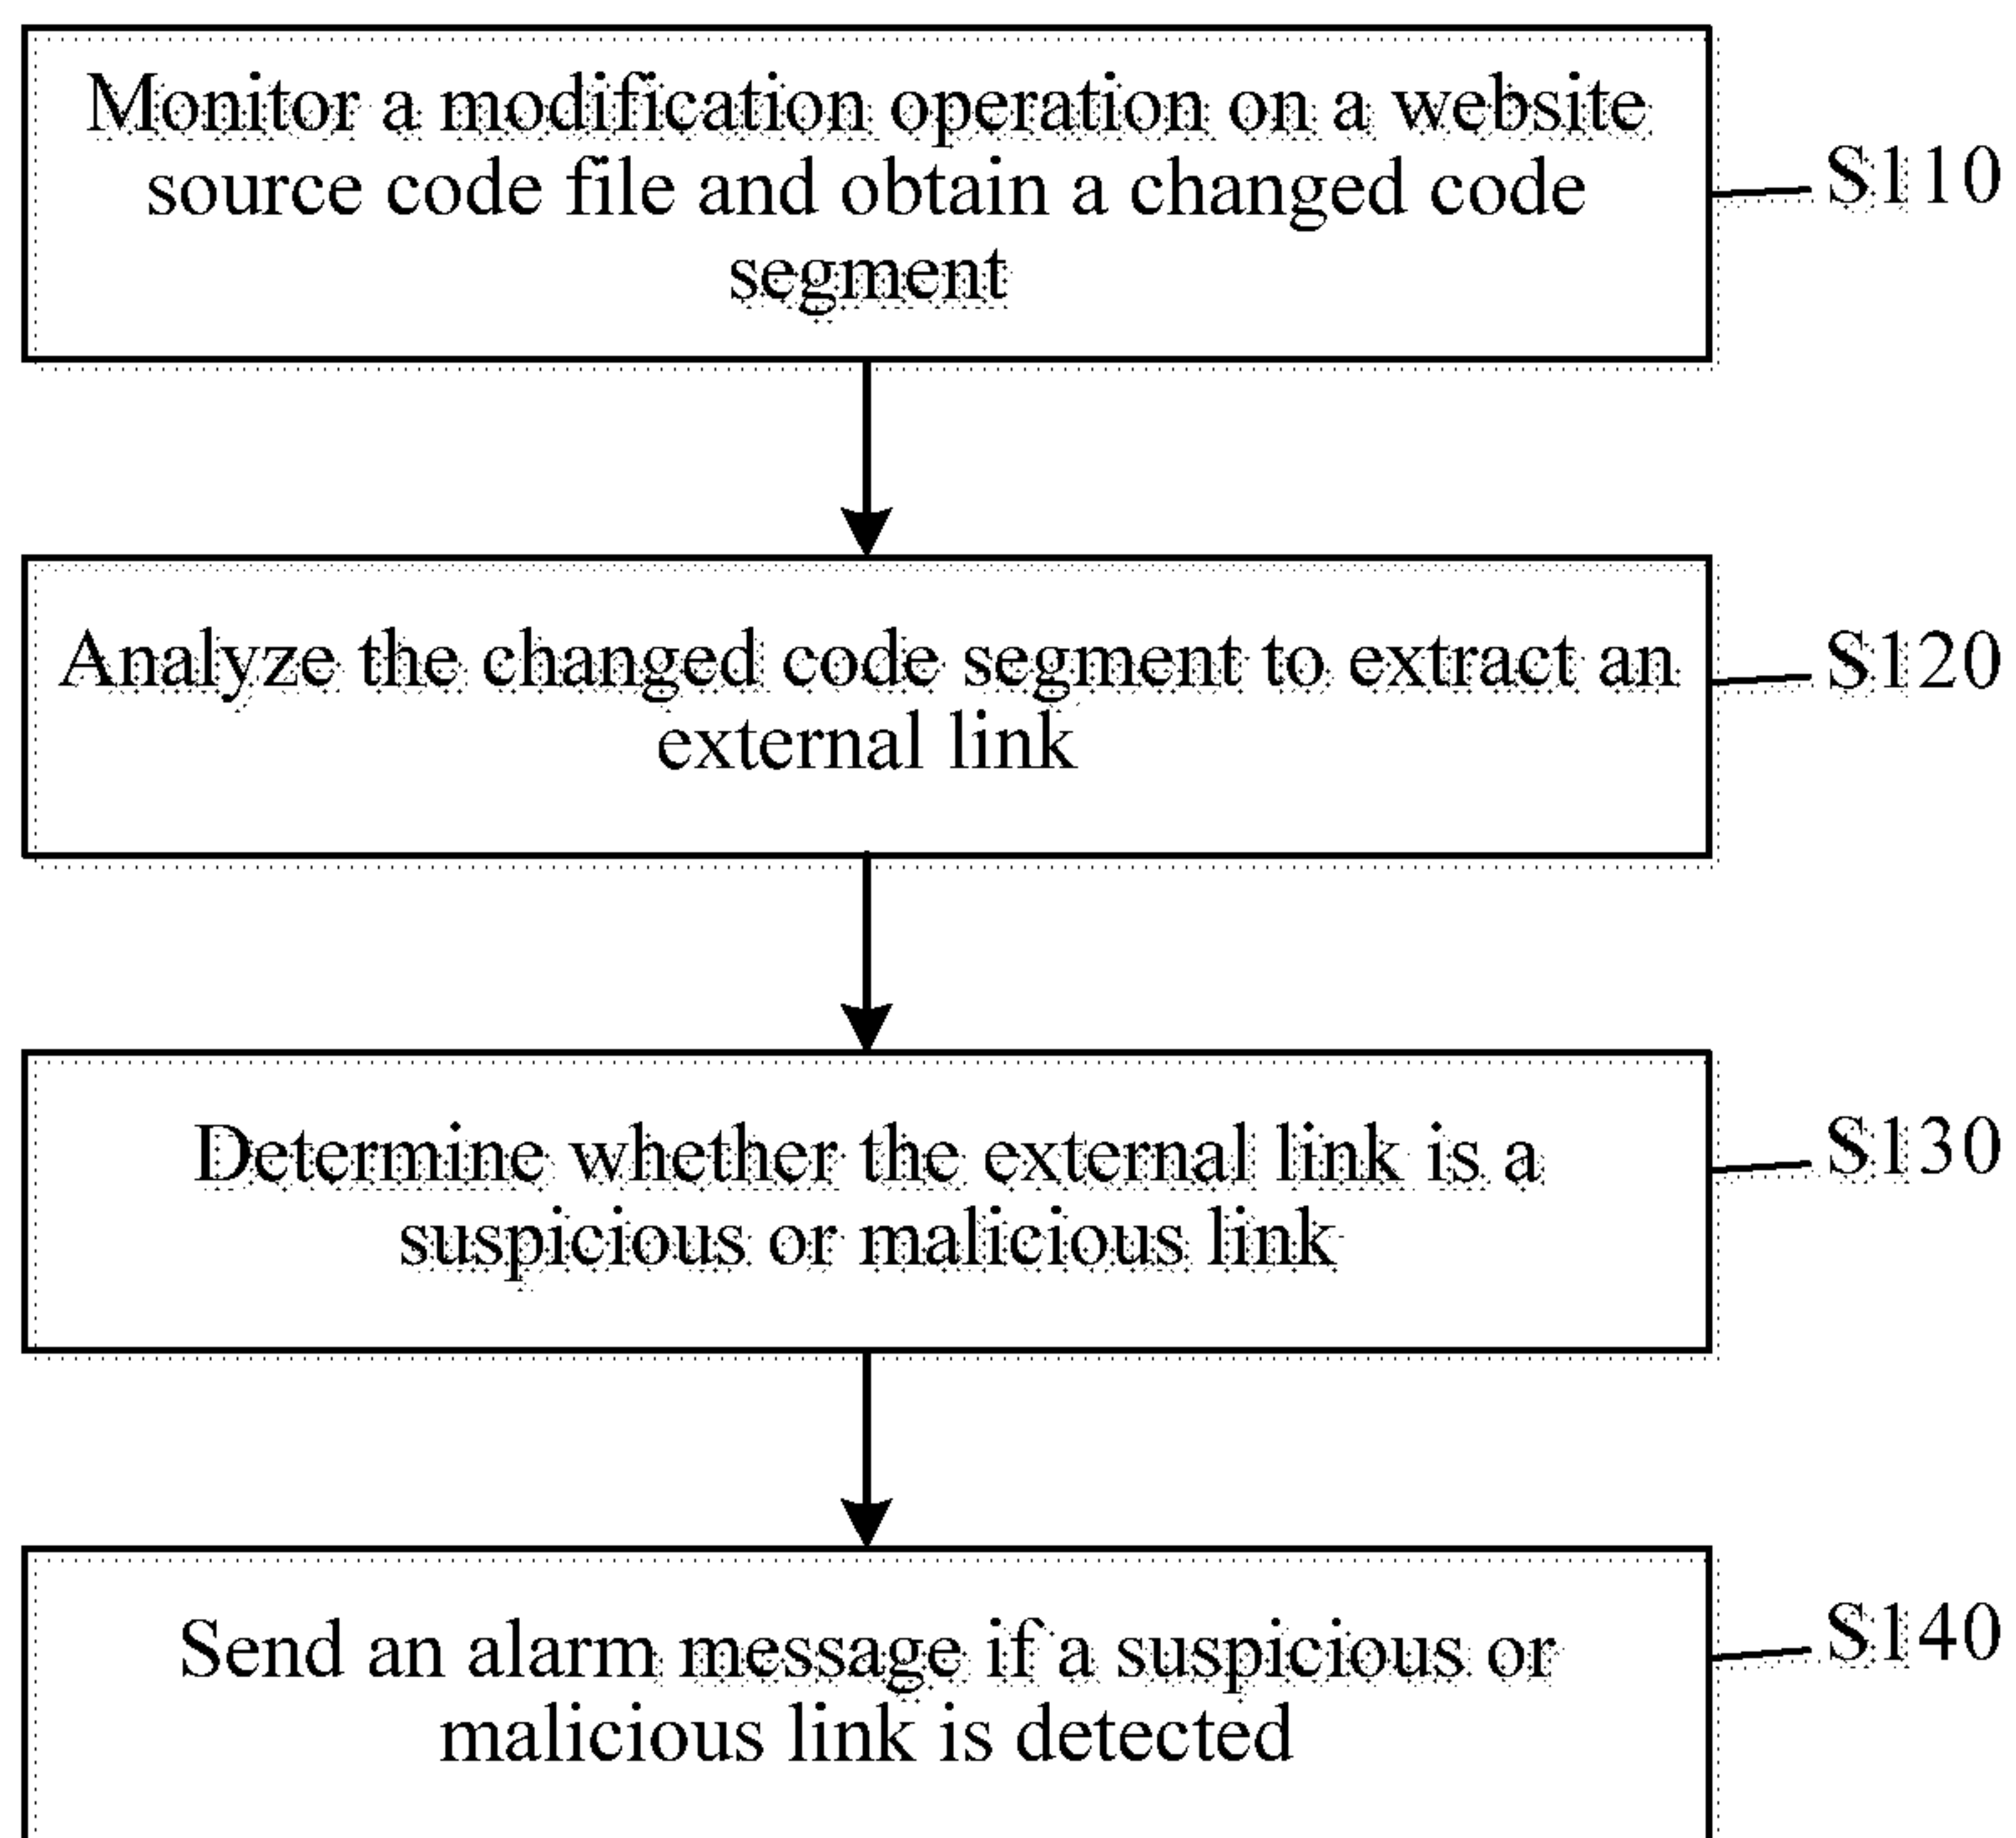 Monitor a modification operation on a website
source code file and obtain a changed code
segment
S110
Analyze the changed code segment to extract an
external link
S120
Determine whether the external link is a
suspicious or malicious link
S130
Send an alarm message if a suspicious or
malicious link is detected
S140